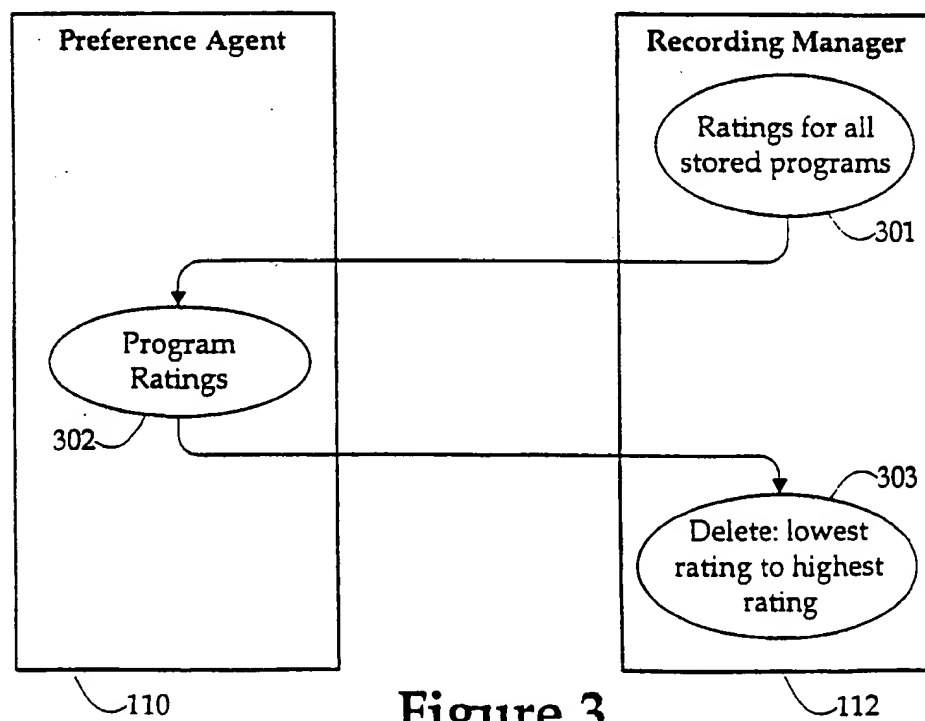 Preference Agent
Recording Manager
Ratings for all
stored programs
301
Program
Ratings
302
303
Delete: lowest
rating to highest
rating
110
112
Figure 3